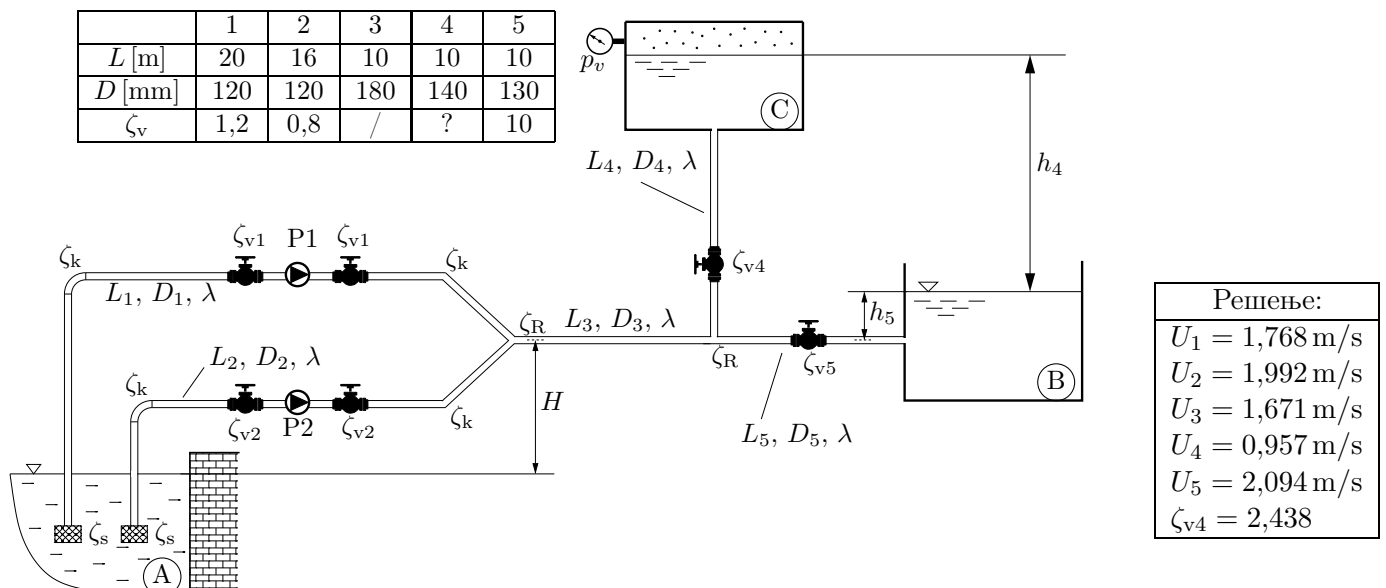 1 2 3 4 5
L [m] 20 16 10 10 10
D [mm] 120 120 180 140 130
ζv 1,2 0,8 / ? 10
pv
C
h4
L4, D4, λ
ζv4
ζk
ζv1
P1
ζv1
ζk
L1, D1, λ
ζR
L3, D3, λ
h5
L2, D2, λ
ζk
ζR
ζv5
H
B
ζv2
P2
ζv2
ζk
L5, D5, λ
ζs
ζs
A
Решење:
U1 = 1,768 m/s
U2 = 1,992 m/s
U3 = 1,671 m/s
U4 = 0,957 m/s
U5 = 2,094 m/s
ζv4 = 2,438